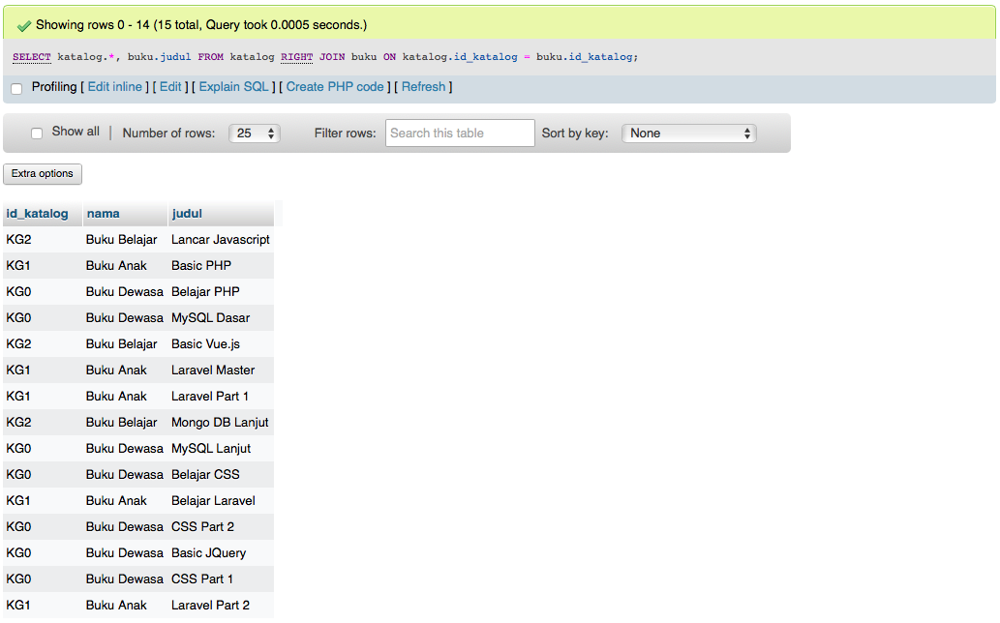 Showing rows 0 - 14 (15 total, Query took 0.0005 seconds.)
SELECT katalog.*, buku.judul FROM katalog RIGHT JOIN buku ON katalog.id_katalog = buku.id_katalog;
Profiling [ Edit inline ] [ Edit ] [ Explain SQL ] [ Create PHP code ] [ Refresh ]
Show all | Number of rows: 25 Filter rows: Search this table Sort by key: None
Extra options
id_katalog nama judul
KG2 Buku Belajar Lancar Javascript
KG1 Buku Anak Basic PHP
KG0 Buku Dewasa Belajar PHP
KG0 Buku Dewasa MySQL Dasar
KG2 Buku Belajar Basic Vue.js
KG1 Buku Anak Laravel Master
KG1 Buku Anak Laravel Part 1
KG2 Buku Belajar Mongo DB Lanjut
KG0 Buku Dewasa MySQL Lanjut
KG0 Buku Dewasa Belajar CSS
KG1 Buku Anak Belajar Laravel
KG0 Buku Dewasa CSS Part 2
KG0 Buku Dewasa Basic JQuery
KG0 Buku Dewasa CSS Part 1
KG1 Buku Anak Laravel Part 2